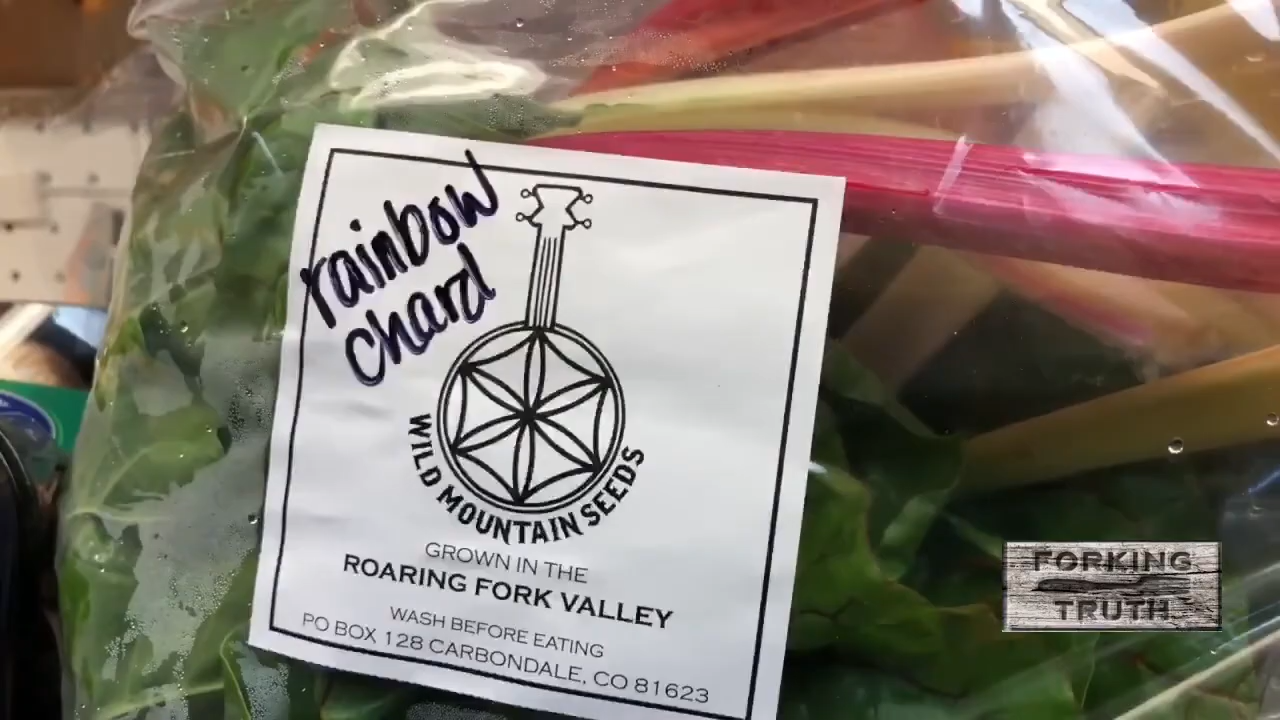 rainbow
chard
WILD MOUNTAIN SEEDS
GROWN IN THE
ROARING FORK VALLEY
WASH BEFORE EATING
PO BOX 128 CARBONDALE, CO 81623
FORKING
TRUTH